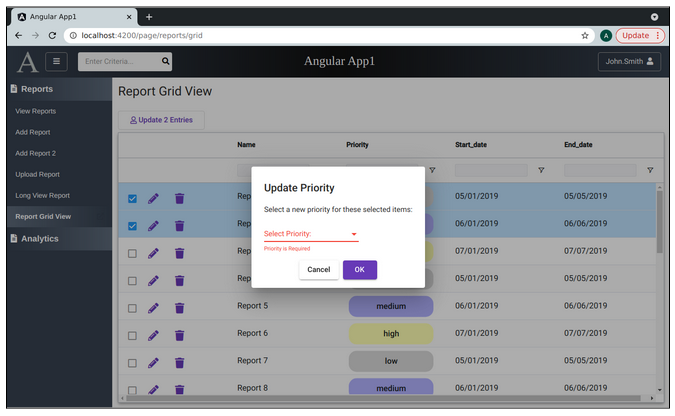 Angular App1
localhost:4200/page/reports/grid
A
Update
A
Enter Criteria...
Angular App1
John.Smith
Reports
View Reports
Add Report
Add Report 2
Upload Report
Long View Report
Report Grid View
Analytics
Report Grid View
Update 2 Entries
Name Priority Start_date End_date
Rep 05/01/2019 05/05/2019
Rep 06/01/2019 06/06/2019
Rep 07/01/2019 07/07/2019
Rep 05/01/2019 05/05/2019
Update Priority
Select a new priority for these selected items:
Select Priority:
Priority is Required
Cancel OK
Report 5 medium 06/01/2019 06/06/2019
Report 6 high 07/01/2019 07/07/2019
Report 7 low 05/01/2019 05/05/2019
Report 8 medium 06/01/2019 06/06/2019